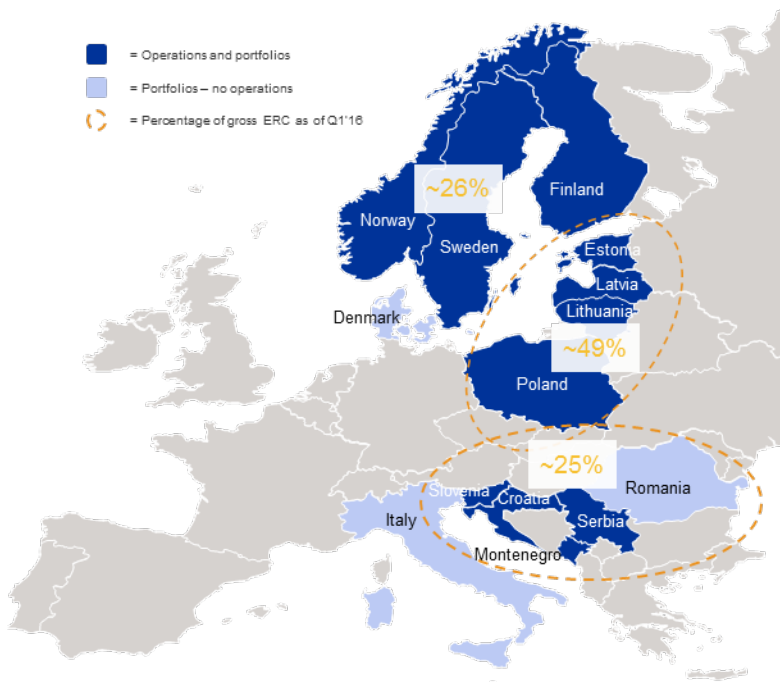 = Operations and portfolios
= Portfolios – no operations
= Percentage of gross ERC as of Q1'16
~26%
Finland
Norway
Sweden
Estonia
Latvia
Lithuania
Denmark
~49%
Poland
~25%
Romania
Slovenia
Croatia
Serbia
Italy
Montenegro